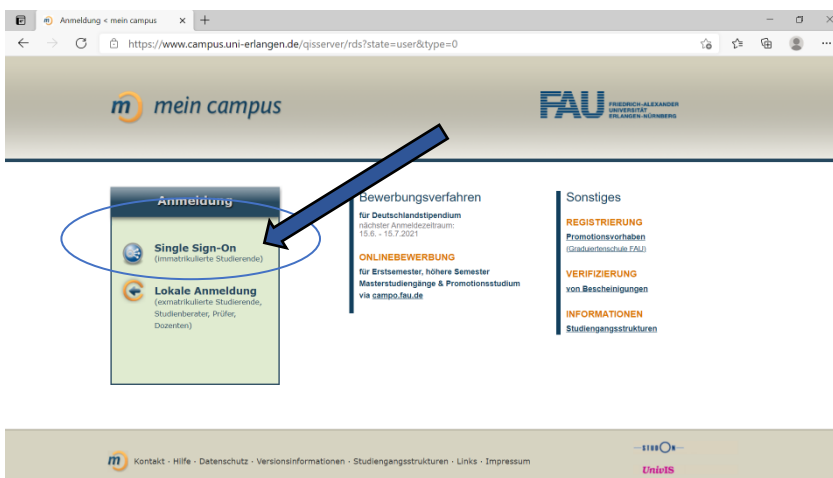 Anmeldung < mein campus
https://www.campus.uni-erlangen.de/qisserver/rds?state=user&type=0
m mein campus
FAU FRIEDRICH-ALEXANDER
UNIVERSITÄT
ERLANGEN-NÜRNBERG
Anmeldung
Single Sign-On
(immatrikulierte Studierende)
Lokale Anmeldung
(exmatrikulierte Studierende,
Studienberater, Prüfer,
Dozenten)
Bewerbungsverfahren
für Deutschlandstipendium
nächster Anmeldezeitraum:
15.6. - 15.7.2021
ONLINEBEWERBUNG
für Erstsemester, höhere Semester
Masterstudiengänge & Promotionsstudium
via campo.fau.de
Sonstiges
REGISTRIERUNG
Promotionsvorhaben
(Graduiertenschule FAU)
VERIFIZIERUNG
von Bescheinigungen
INFORMATIONEN
Studiengangsstrukturen
m Kontakt · Hilfe · Datenschutz · Versionsinformationen · Studiengangsstrukturen · Links · Impressum
STUDON
UnivIS